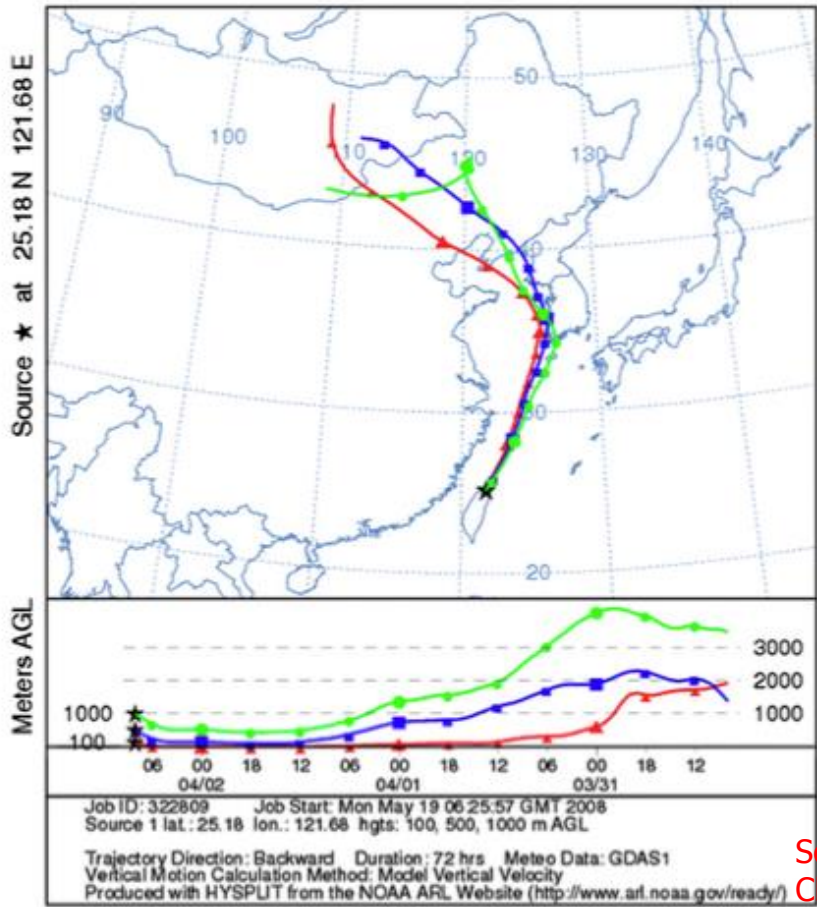 Source ★ at 25.18 N 121.68 E
50
90
100
10
120
130
140
40
30
20
Meters AGL
3000
2000
1000
1000
100
06 00 18 12 06 00 18 12 06 00 18 12
04/02 04/01 03/31
Job ID: 322809 Job Start: Mon May 19 06:25:57 GMT 2008
Source 1 lat.: 25.18 lon.: 121.68 hgts: 100, 500, 1000 m AGL
Trajectory Direction: Backward Duration: 72 hrs Meteo Data: GDAS1
Vertical Motion Calculation Method: Model Vertical Velocity
Produced with HYSPLIT from the NOAA ARL Website (http://www.arl.noaa.gov/ready/)